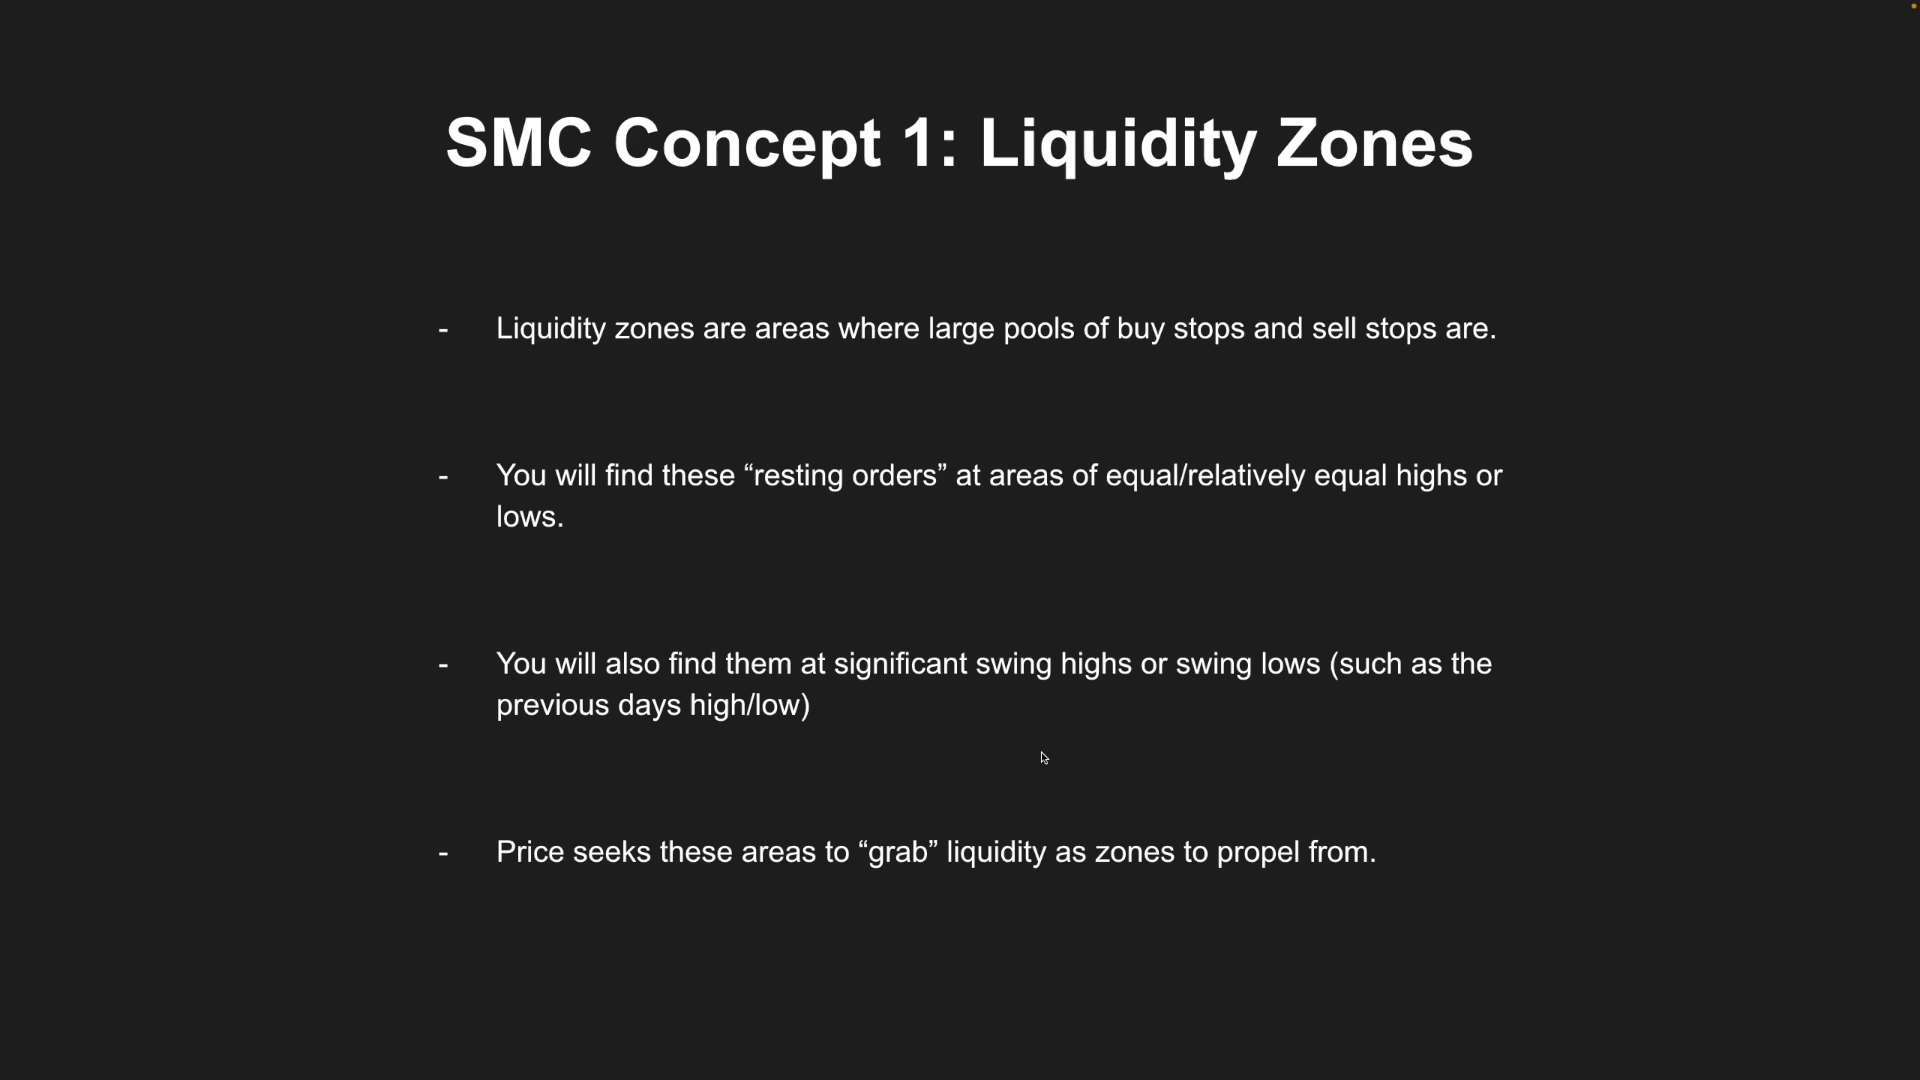 SMC Concept 1: Liquidity Zones
- Liquidity zones are areas where large pools of buy stops and sell stops are.
- You will find these “resting orders” at areas of equal/relatively equal highs or
lows.
- You will also find them at significant swing highs or swing lows (such as the
previous days high/low)
- Price seeks these areas to “grab” liquidity as zones to propel from.